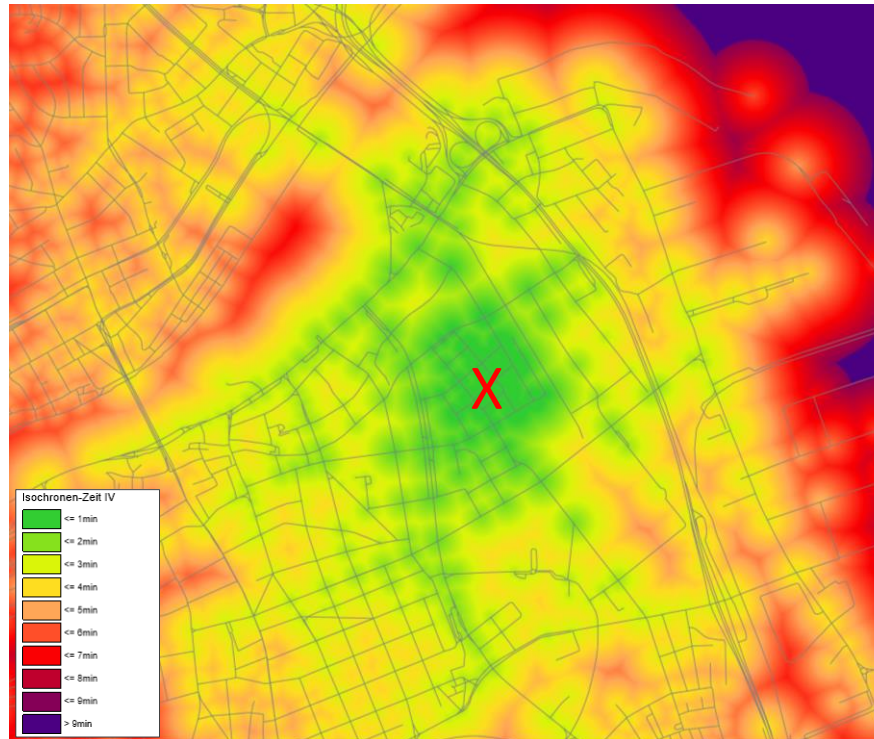 X
Isochronen-Zeit IV
<= 1min
<= 2min
<= 3min
<= 4min
<= 5min
<= 6min
<= 7min
<= 8min
<= 9min
> 9min